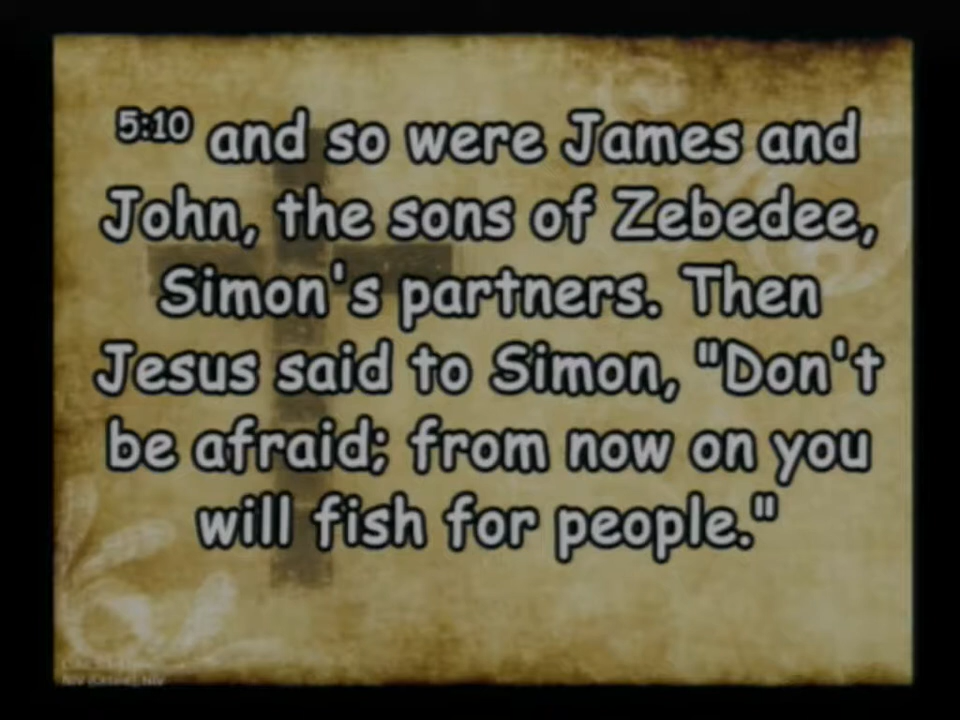 5:10 and so were James and
John, the sons of Zebedee,
Simon's partners. Then
Jesus said to Simon, "Don't
be afraid; from now on you
will fish for people."